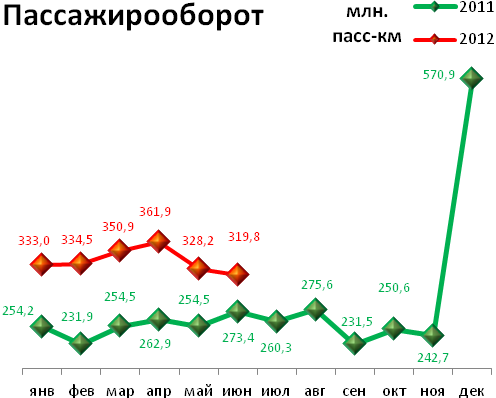 Пассажирооборот
млн.
пасс-км
2011
2012
570,9
333,0 334,5 350,9 361,9 328,2 319,8
254,2 231,9 254,5 262,9 254,5 273,4 260,3 275,6 231,5 250,6 242,7
янв фев мар апр май июн июл авг сен окт ноя дек